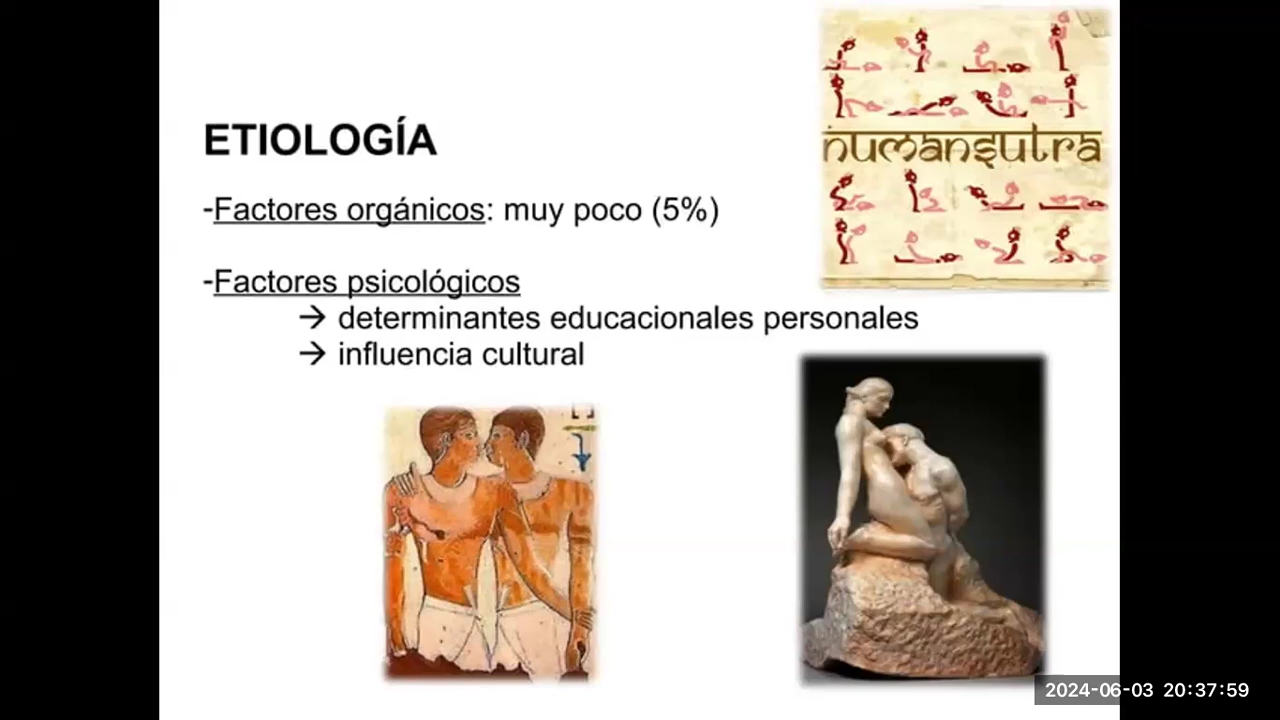 ETIOLOGÍA
-Factores orgánicos: muy poco (5%)
-Factores psicológicos
→ determinantes educacionales personales
→ influencia cultural
numansutra
2024-06-03 20:37:59